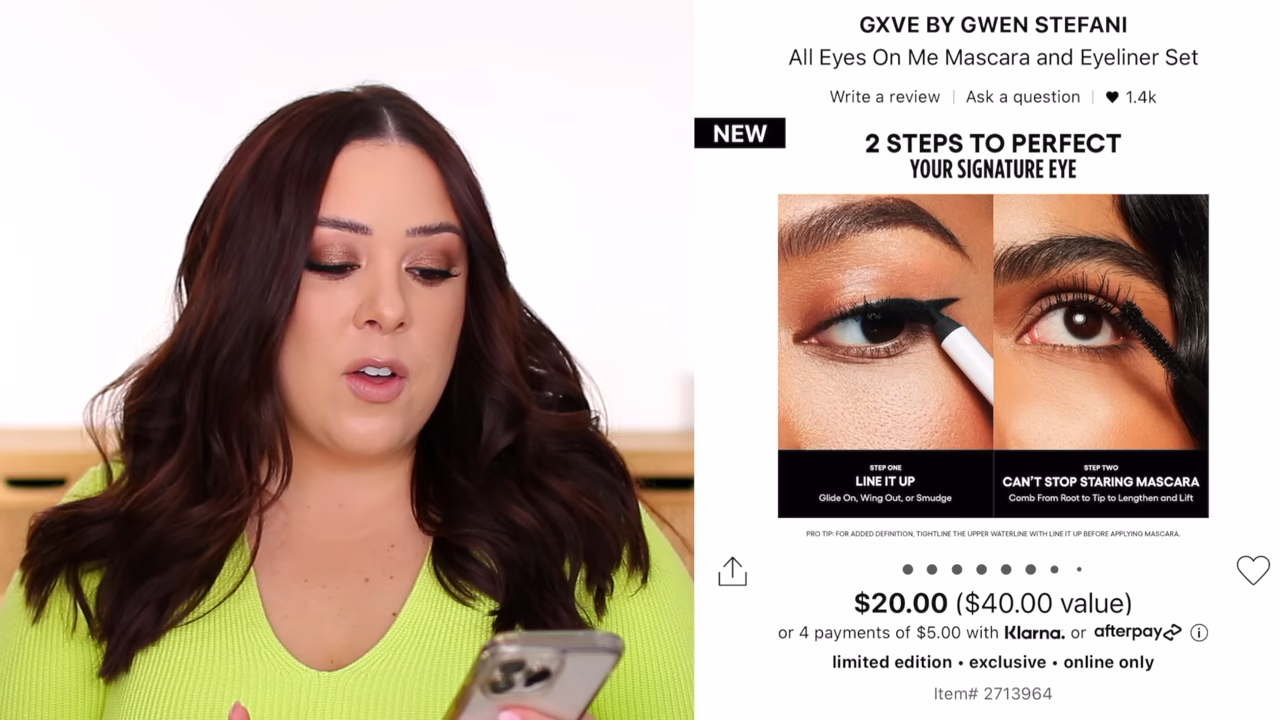 GXVE BY GWEN STEFANI
All Eyes On Me Mascara and Eyeliner Set
Write a review | Ask a question | ♥ 1.4k
NEW
2 STEPS TO PERFECT
YOUR SIGNATURE EYE
STEP ONE
LINE IT UP
Glide On, Wing Out, or Smudge
STEP TWO
CAN'T STOP STARING MASCARA
Comb From Root to Tip to Lengthen and Lift
PRO TIP: FOR ADDED DEFINITION, TIGHTLINE THE UPPER WATERLINE WITH LINE IT UP BEFORE APPLYING MASCARA.
$20.00 ($40.00 value)
or 4 payments of $5.00 with Klarna. or afterpay
limited edition • exclusive • online only
Item# 2713964